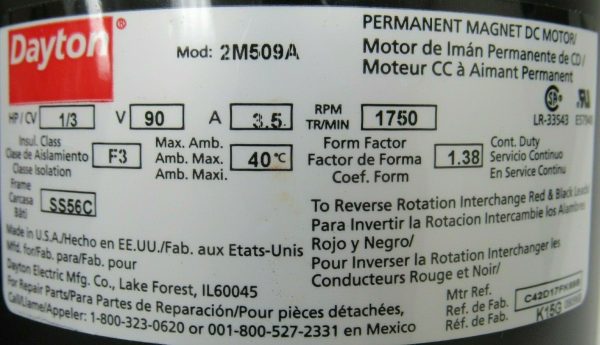 Dayton®
Mod: 2M509A
PERMANENT MAGNET DC MOTOR/
Motor de Imán Permanente de CD/
Moteur CC à Aimant Permanent
HP / CV 1/3 V 90 A 3.5 RPM TR/MIN 1750
LR-33543
Insul. Class
Clase de Aislamiento F3
Classe Isolation
Max. Amb.
Amb. Max. 40°C
Amb. Maxi.
Form Factor
Factor de Forma 1.38
Coef. Form
Cont. Duty
Servicio Continuo
En Service Continu
Frame
Carcasa SS56C
Bâti
To Reverse Rotation Interchange Red & Black
Para Invertir la Rotacion Intercambie los Alambres
Rojo y Negro/
Pour Inverser la Rotation Interchanger les
Conducteurs Rouge et Noir/
Made in U.S.A./Hecho en EE.UU./Fab. aux Etats-Unis
Mfd. for/Fab. para/Fab. pour
Dayton Electric Mfg. Co., Lake Forest, IL60045
For Repair Parts/Para Partes de Reparación/Pour pièces détachées,
Call/Llame/Appeler: 1-800-323-0620 or 001-800-527-2331 en Mexico
Mtr Ref.
Ref. de Fab.
Réf. de Fab.
K15G